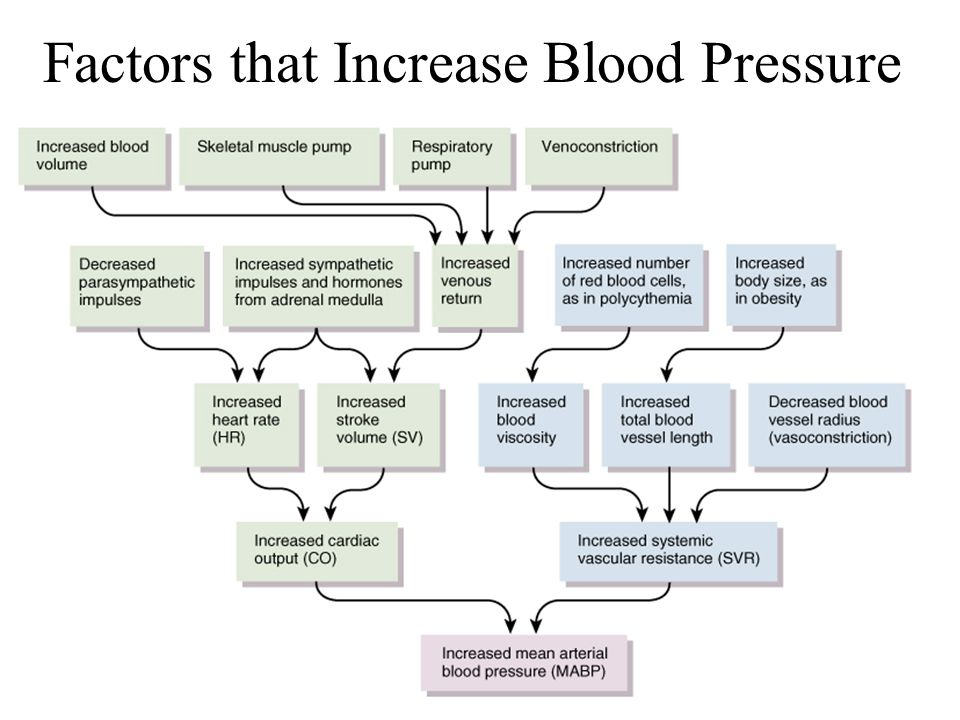 Factors that Increase Blood Pressure
Increased blood
volume
Skeletal muscle pump
Respiratory
pump
Venoconstriction
Decreased
parasympathetic
impulses
Increased sympathetic
impulses and hormones
from adrenal medulla
Increased
venous
return
Increased number
of red blood cells,
as in polycythemia
Increased
body size, as
in obesity
Increased
heart rate
(HR)
Increased
stroke
volume (SV)
Increased
blood
viscosity
Increased
total blood
vessel length
Decreased blood
vessel radius
(vasoconstriction)
Increased cardiac
output (CO)
Increased systemic
vascular resistance (SVR)
Increased mean arterial
blood pressure (MABP)